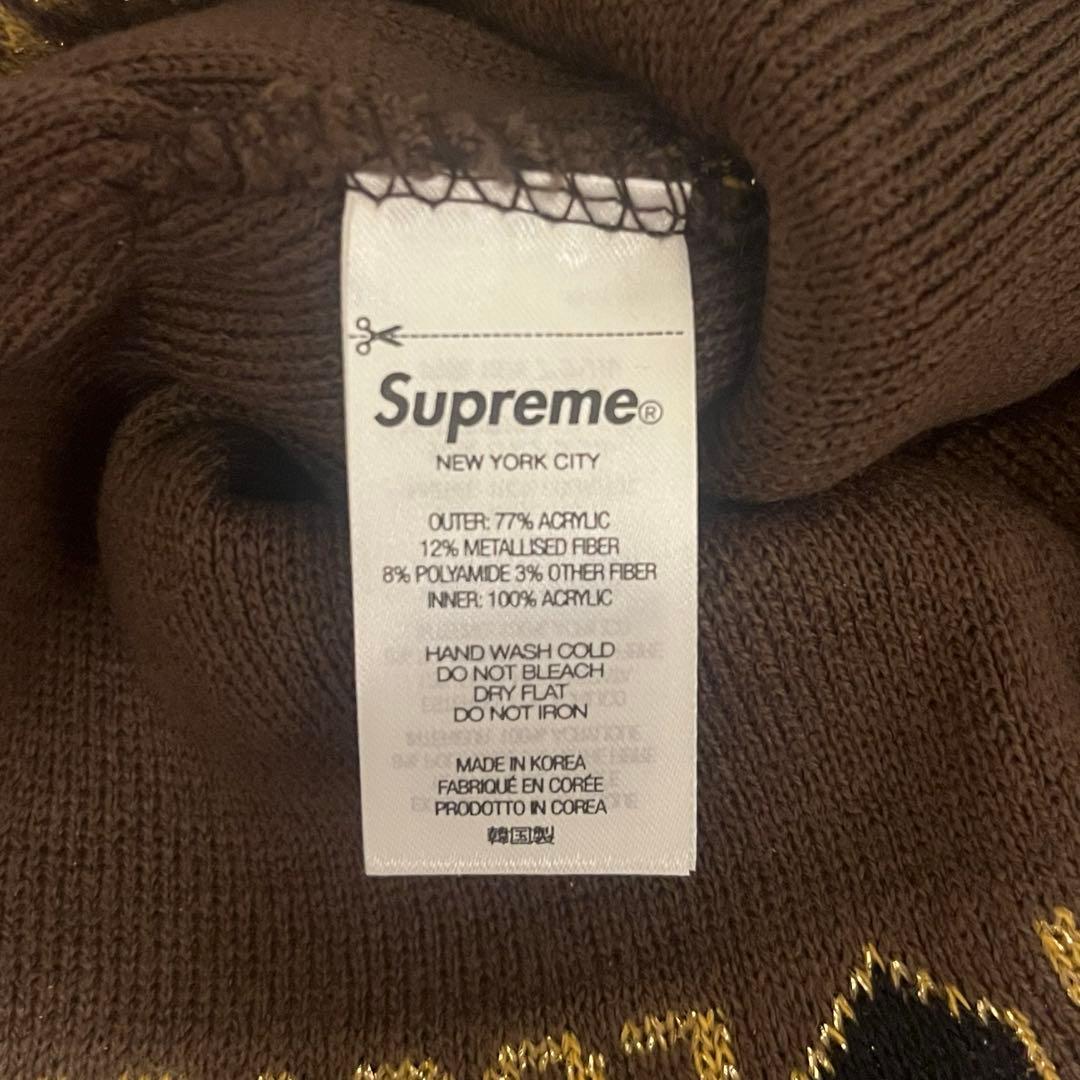 Supreme®
NEW YORK CITY
OUTER: 77% ACRYLIC
12% METALLISED FIBER
8% POLYAMIDE 3% OTHER FIBER
INNER: 100% ACRYLIC
HAND WASH COLD
DO NOT BLEACH
DRY FLAT
DO NOT IRON
MADE IN KOREA
FABRIQUÉ EN CORÉE
PRODOTTO IN COREA
韓国製